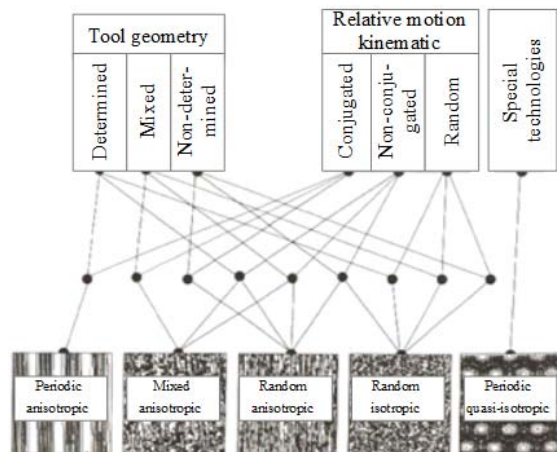 Tool geometry
Relative motion
kinematic
Determined
Mixed
Non-deter-
mined
Conjugated
Non-conju-
gated
Random
Special
technologies
Periodic
anisotropic
Mixed
anisotropic
Random
anisotropic
Random
isotropic
Periodic
quasi-isotropic